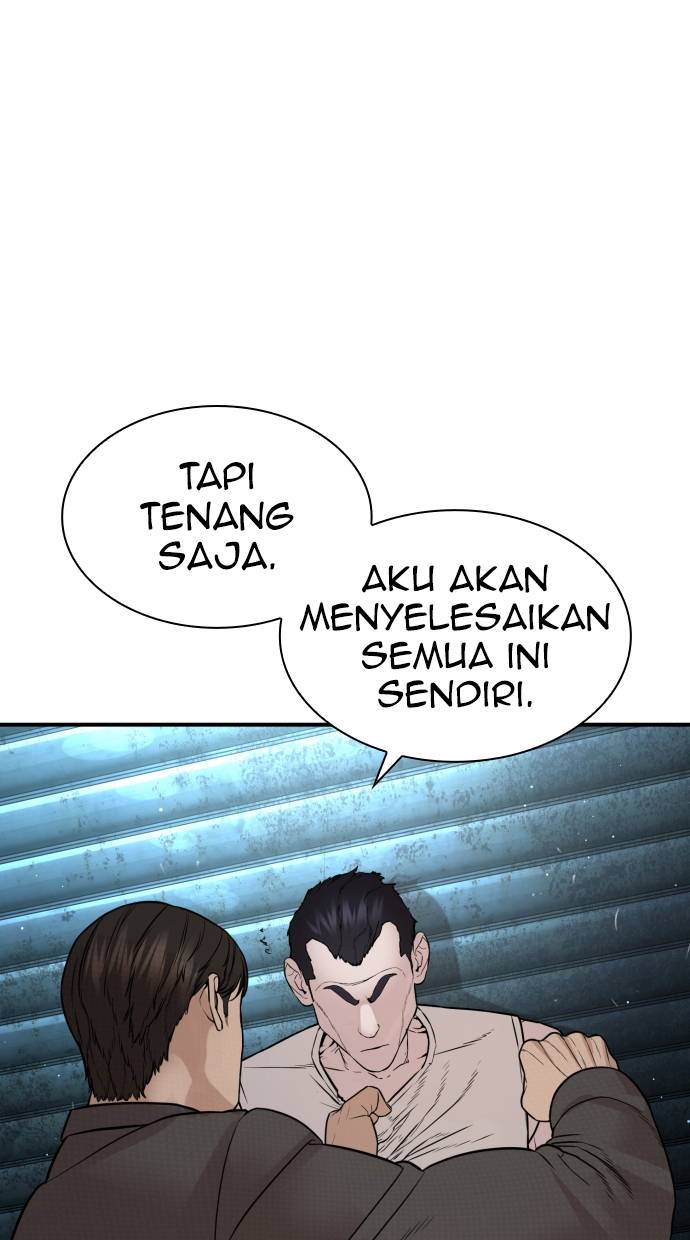 TAPI
TENANG
SAJA.
AKU AKAN
MENYELESAIKAN
SEMUA INI
SENDIRI.